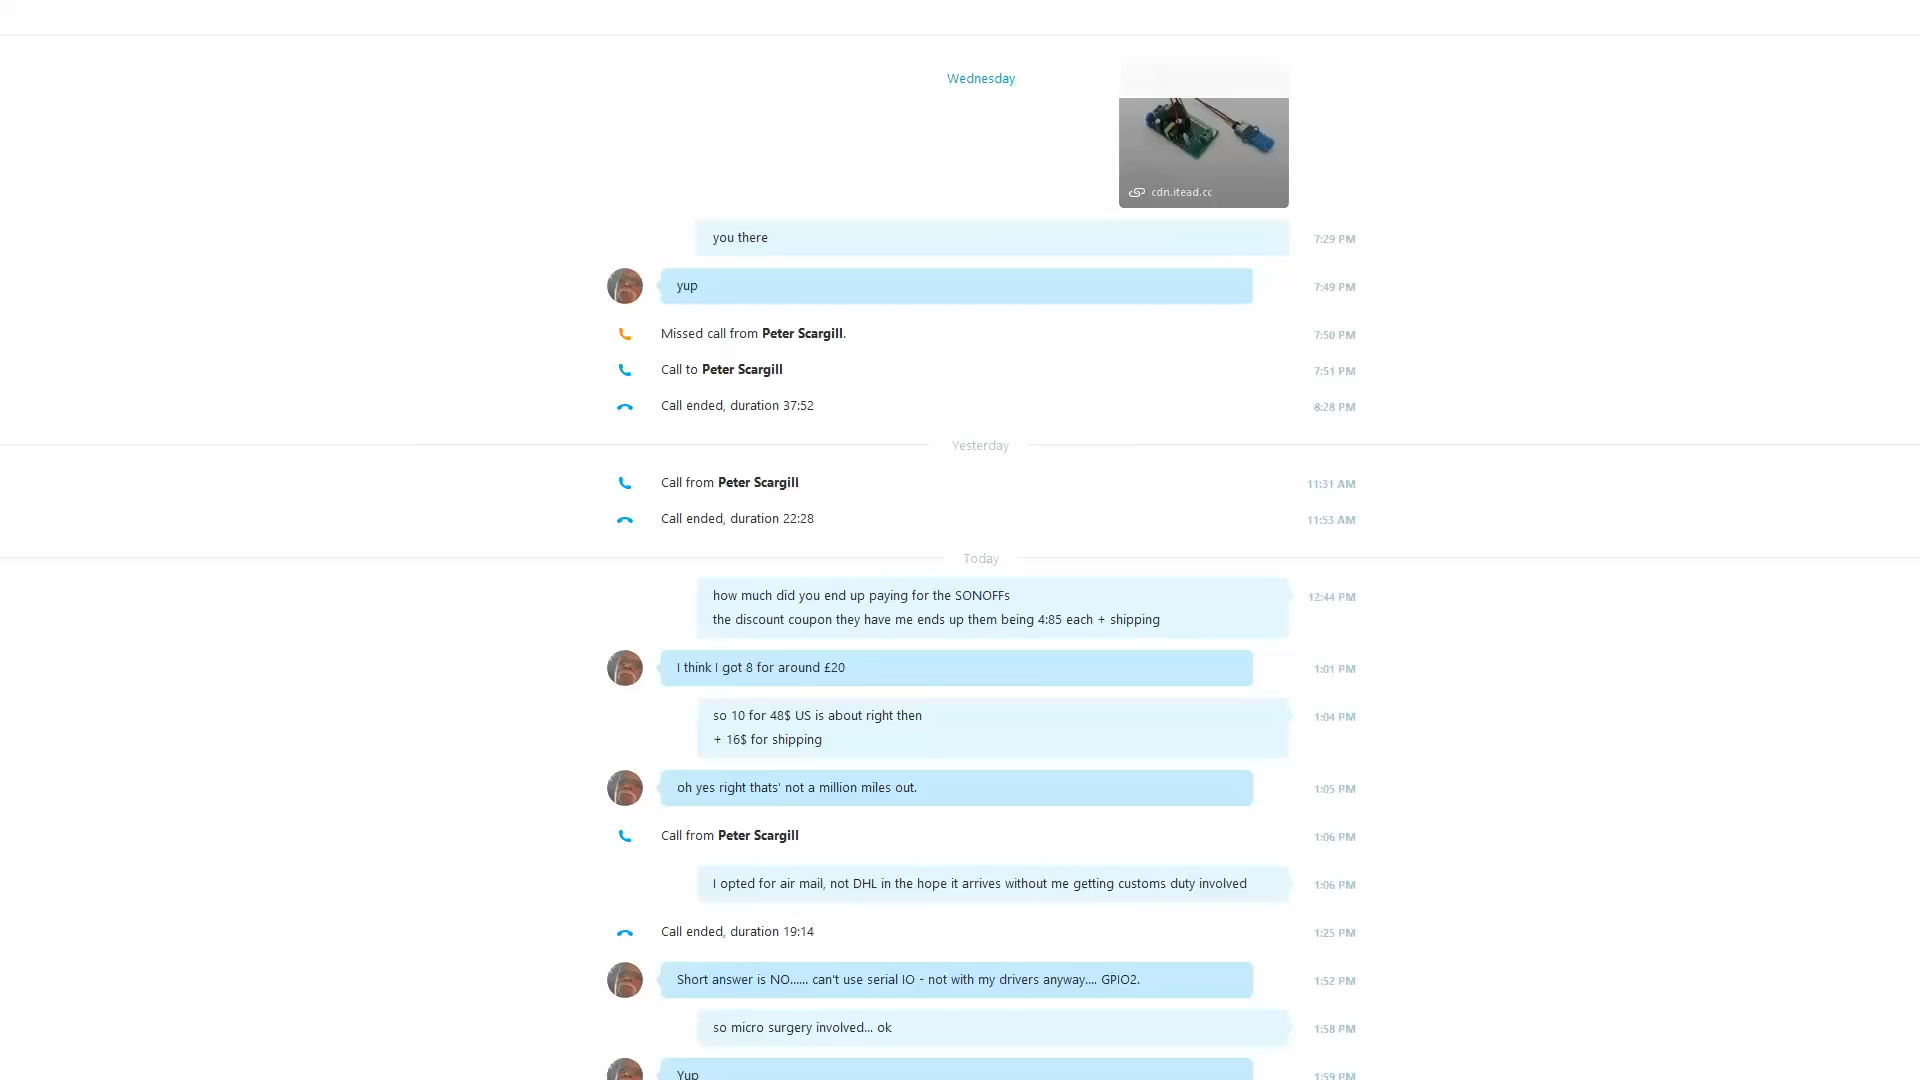 Wednesday
cdn.itead.cc
you there
7:29 PM
yup
7:49 PM
Missed call from Peter Scargill.
7:50 PM
Call to Peter Scargill
7:51 PM
Call ended, duration 37:52
8:28 PM
Yesterday
Call from Peter Scargill
11:31 AM
Call ended, duration 22:28
11:53 AM
Today
how much did you end up paying for the SONOFFs
12:44 PM
the discount coupon they have me ends up them being 4:85 each + shipping
I think I got 8 for around £20
1:01 PM
so 10 for 48$ US is about right then
1:04 PM
+ 16$ for shipping
oh yes right thats' not a million miles out.
1:05 PM
Call from Peter Scargill
1:06 PM
I opted for air mail, not DHL in the hope it arrives without me getting customs duty involved
1:06 PM
Call ended, duration 19:14
1:25 PM
Short answer is NO...... can't use serial IO - not with my drivers anyway.... GPIO2.
1:52 PM
so micro surgery involved... ok
1:58 PM
Yup
1:59 PM